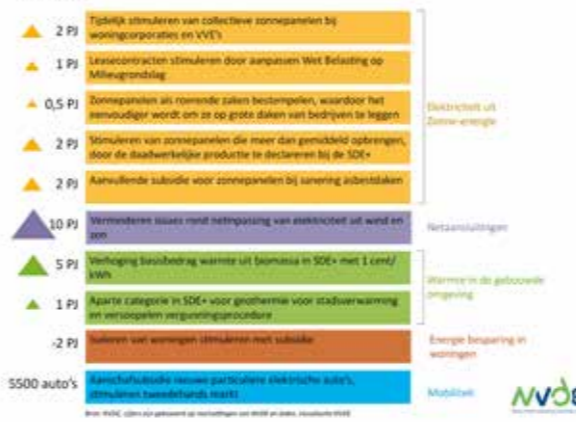 2 PJ
Tijdelijk stimuleren van collectieve zonnepanelen bij
woningcorporaties en VVE's
1 PJ
Leasecontracten stimuleren door aanpassen Wet Belasting op
Milieugrondslag
0,5 PJ
Zonnepanelen als roerende zaken bestempelen, waardoor het
eenvoudiger wordt om ze op grote daken van bedrijven te leggen
2 PJ
Stimuleren van zonnepanelen die meer dan gemiddeld opbrengen,
door de daadwerkelijke productie te declareren bij de SDE+
2 PJ
Aanvullende subsidie voor zonnepanelen bij sanering asbestdaken
Elektriciteit uit
Zonne-energie
10 PJ
Verminderen issues rond netinpassing van elektriciteit uit wind en
zon
Netaansluitingen
5 PJ
Verhoging basisbedrag warmte uit biomassa in SDE+ met 1 cent/
kWh
1 PJ
Aparte categorie in SDE+ voor geothermie voor stadsverwarming
en versoepelen vergunningsprocedure
Warmte in de gebouwde
omgeving
-2 PJ
Isoleren van woningen stimuleren met subsidie
Energie besparing in
woningen
5500 auto's
Aanschafsubsidie nieuwe particuliere elektrische auto's,
stimuleren tweedehands markt
Mobiliteit